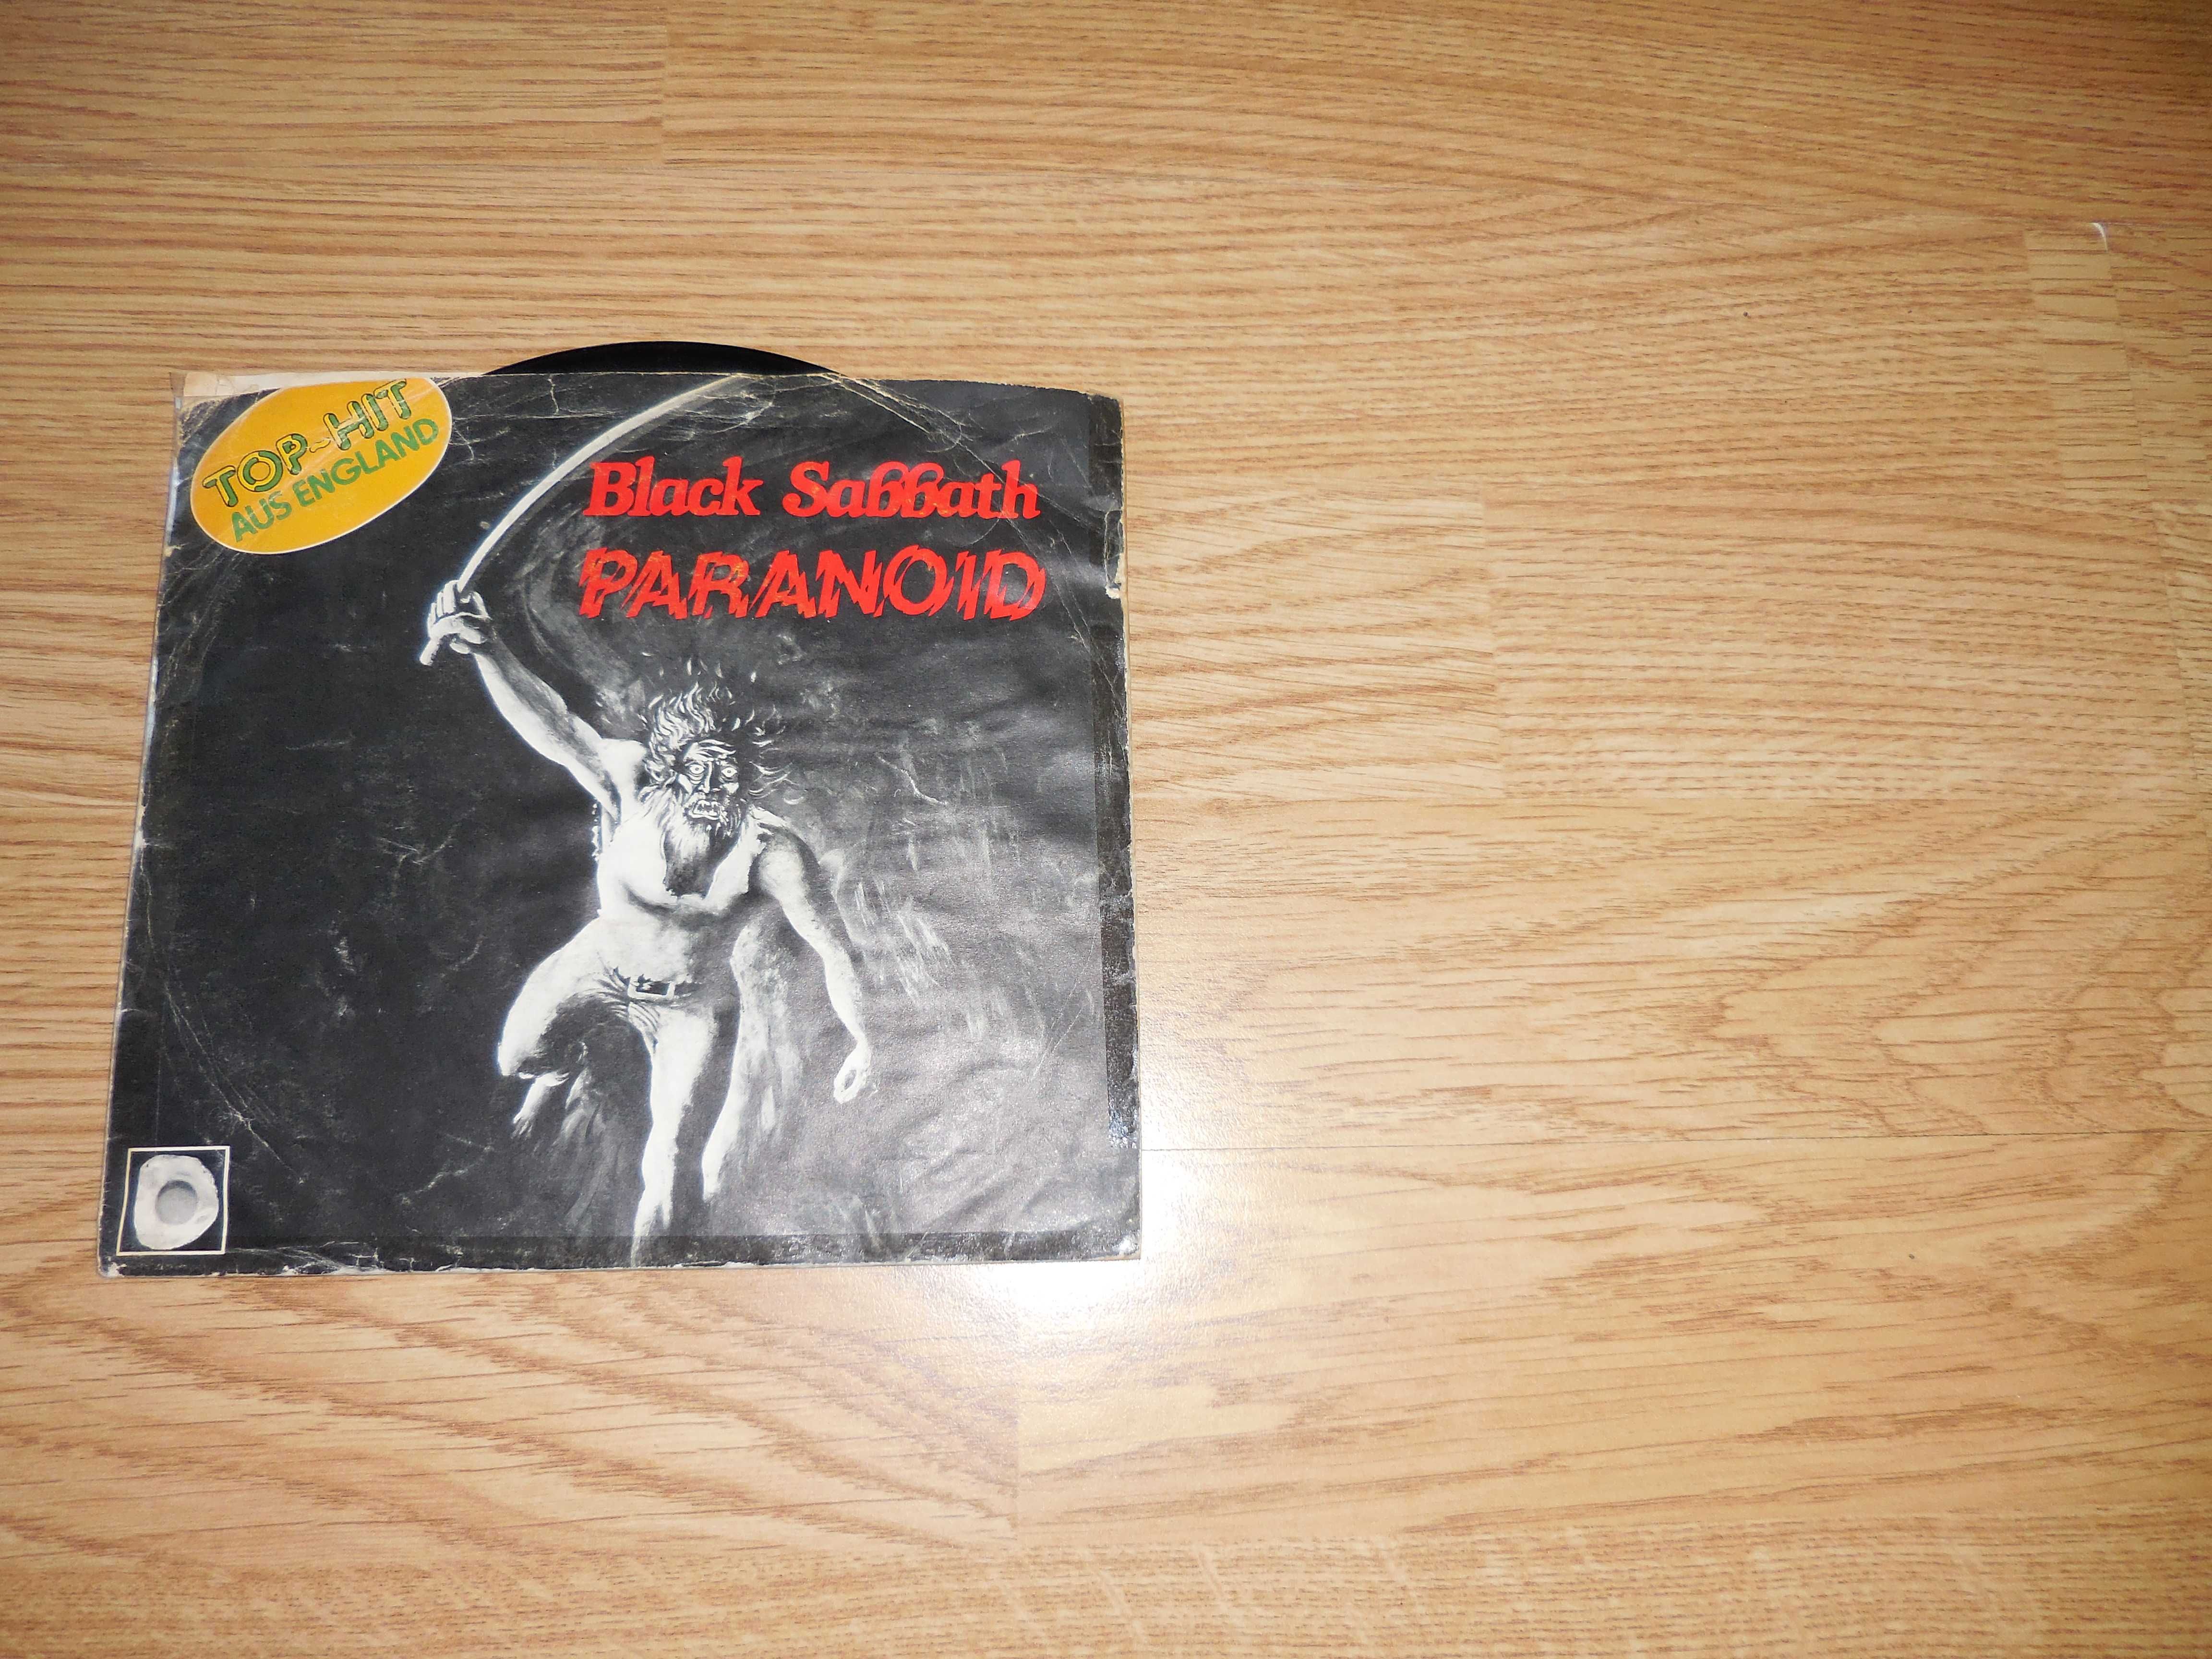 TOP-HIT
AUS ENGLAND
Black Sabbath
PARANOID